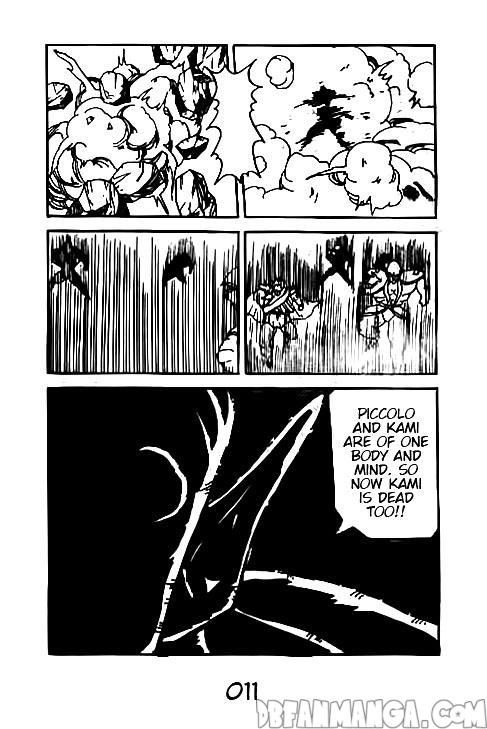 PICCOLO
AND KAMI
ARE OF ONE
BODY AND
MIND. SO
NOW KAMI
IS DEAD
TOO!!
011
DBFANMANGA.COM